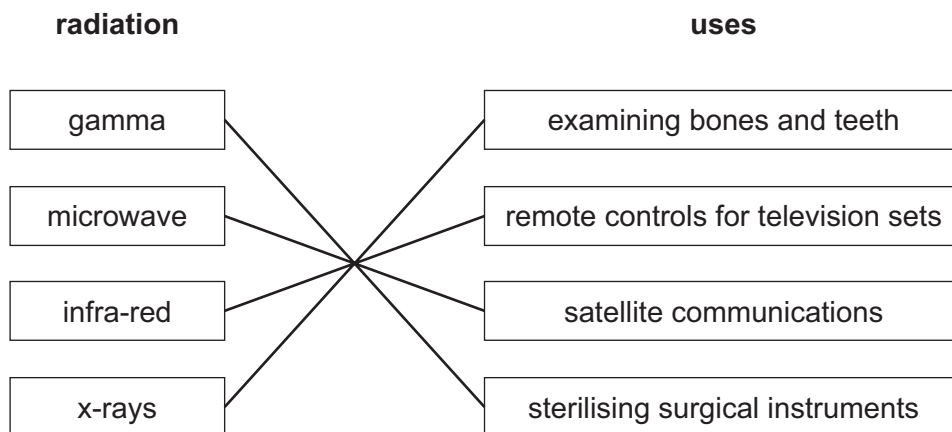 radiation uses
gamma examining bones and teeth
microwave remote controls for television sets
infra-red satellite communications
x-rays sterilising surgical instruments